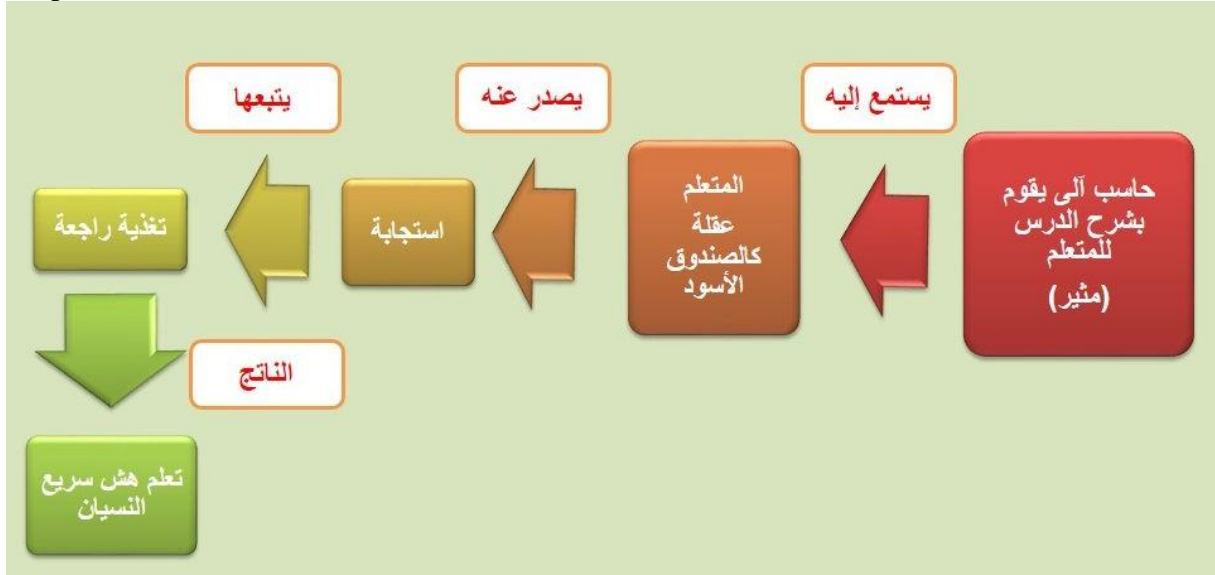 يستمع إليه
يصدر عنه
يتبعها
حاسب آلى يقوم
بشرح الدرس
للمتعلم
(مثير)
المتعلم
عقلة
كالصندوق
الأسود
استجابة
تغذية راجعة
الناتج
تعلم هش سريع
النسيان